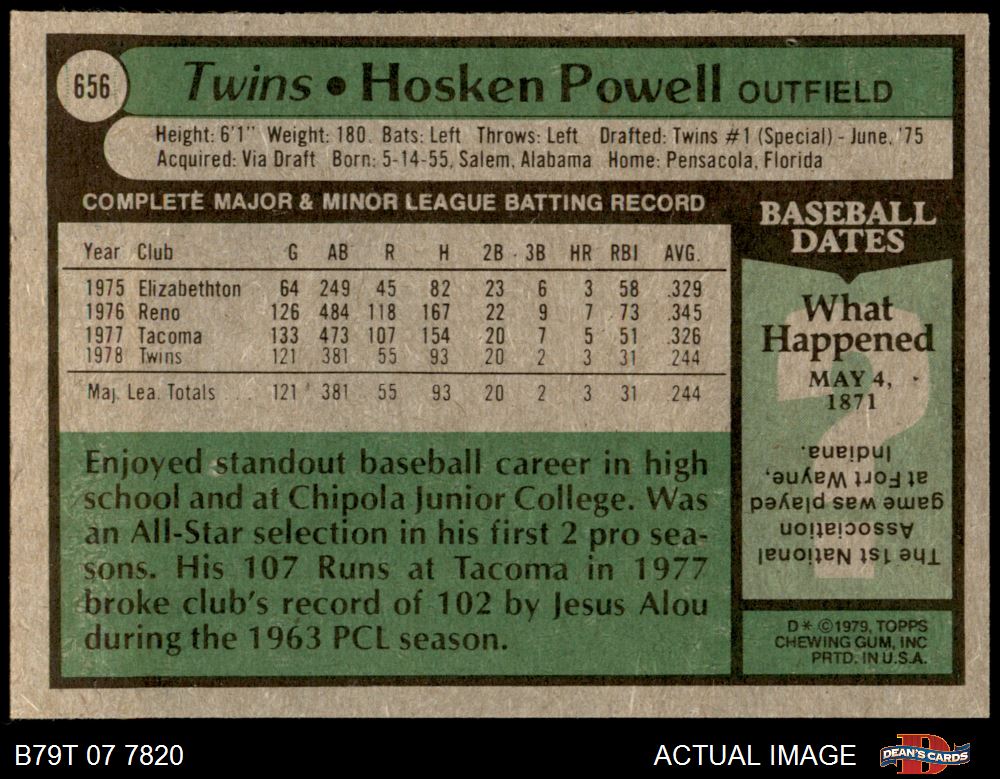 656
Twins • Hosken Powell OUTFIELD
Height: 6'1" Weight: 180. Bats: Left Throws: Left Drafted: Twins #1 (Special) - June, '75
Acquired: Via Draft Born: 5-14-55, Salem, Alabama Home: Pensacola, Florida
COMPLETE MAJOR & MINOR LEAGUE BATTING RECORD
Year Club G AB R H 2B 3B HR RBI AVG.
1975 Elizabethton 64 249 45 82 23 6 3 58 .329
1976 Reno 126 484 118 167 22 9 7 73 .345
1977 Tacoma 133 473 107 154 20 7 5 51 .326
1978 Twins 121 381 55 93 20 2 3 31 .244
Maj. Lea. Totals . . . 121 381 55 93 20 2 3 31 .244
Enjoyed standout baseball career in high
school and at Chipola Junior College. Was
an All-Star selection in his first 2 pro sea-
sons. His 107 Runs at Tacoma in 1977
broke club's record of 102 by Jesus Alou
during the 1963 PCL season.
BASEBALL
DATES
What
Happened
MAY 4,
1871
?
The 1st National
Association
game was played
at Fort Wayne,
Indiana.
D* ©1979, TOPPS
CHEWING GUM, INC
PRTD. IN U.S.A.
B79T 07 7820
ACTUAL IMAGE
D
DEAN'S CARDS